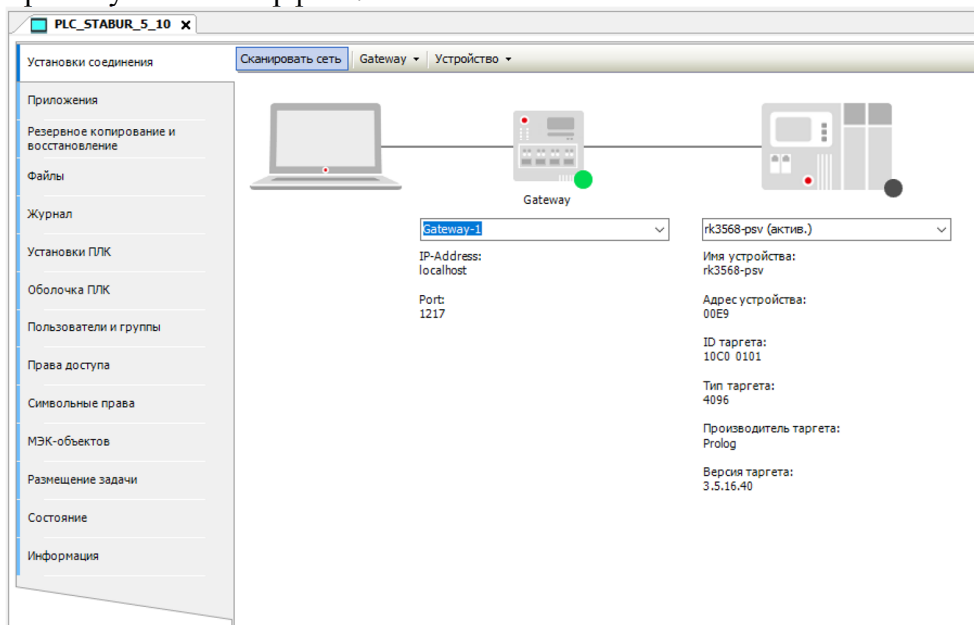 PLC_STABUR_5_10
Установки соединения
Приложения
Резервное копирование и
восстановление
Файлы
Журнал
Установки ПЛК
Оболочка ПЛК
Пользователи и группы
Права доступа
Символьные права
МЭК-объектов
Размещение задачи
Состояние
Информация
Сканировать сеть Gateway Устройство
Gateway
Gateway-1
IP-Address:
localhost
Port:
1217
rk3568-psv (актив.)
Имя устройства:
rk3568-psv
Адрес устройства:
00E9
ID таргета:
10C0 0101
Тип таргета:
4096
Производитель таргета:
Prolog
Версия таргета:
3.5.16.40